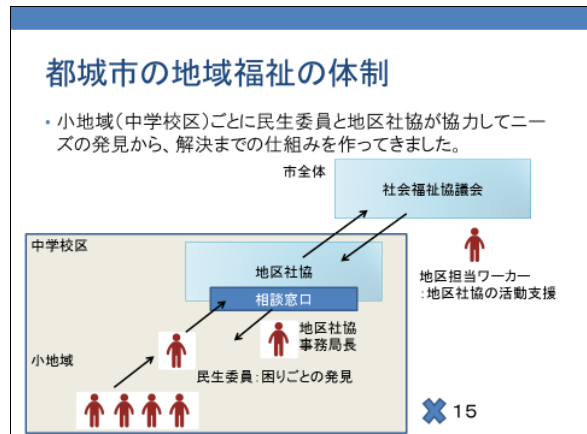 都城市の地域福祉の体制
・小地域(中学校区)ごとに民生委員と地区社協が協力してニー
ズの発見から、解決までの仕組みを作ってきました。
市全体
社会福祉協議会
中学校区
地区社協
相談窓口
地区担当ワーカー
:地区社協の活動支援
地区社協
事務局長
小地域
民生委員:困りごとの発見
15